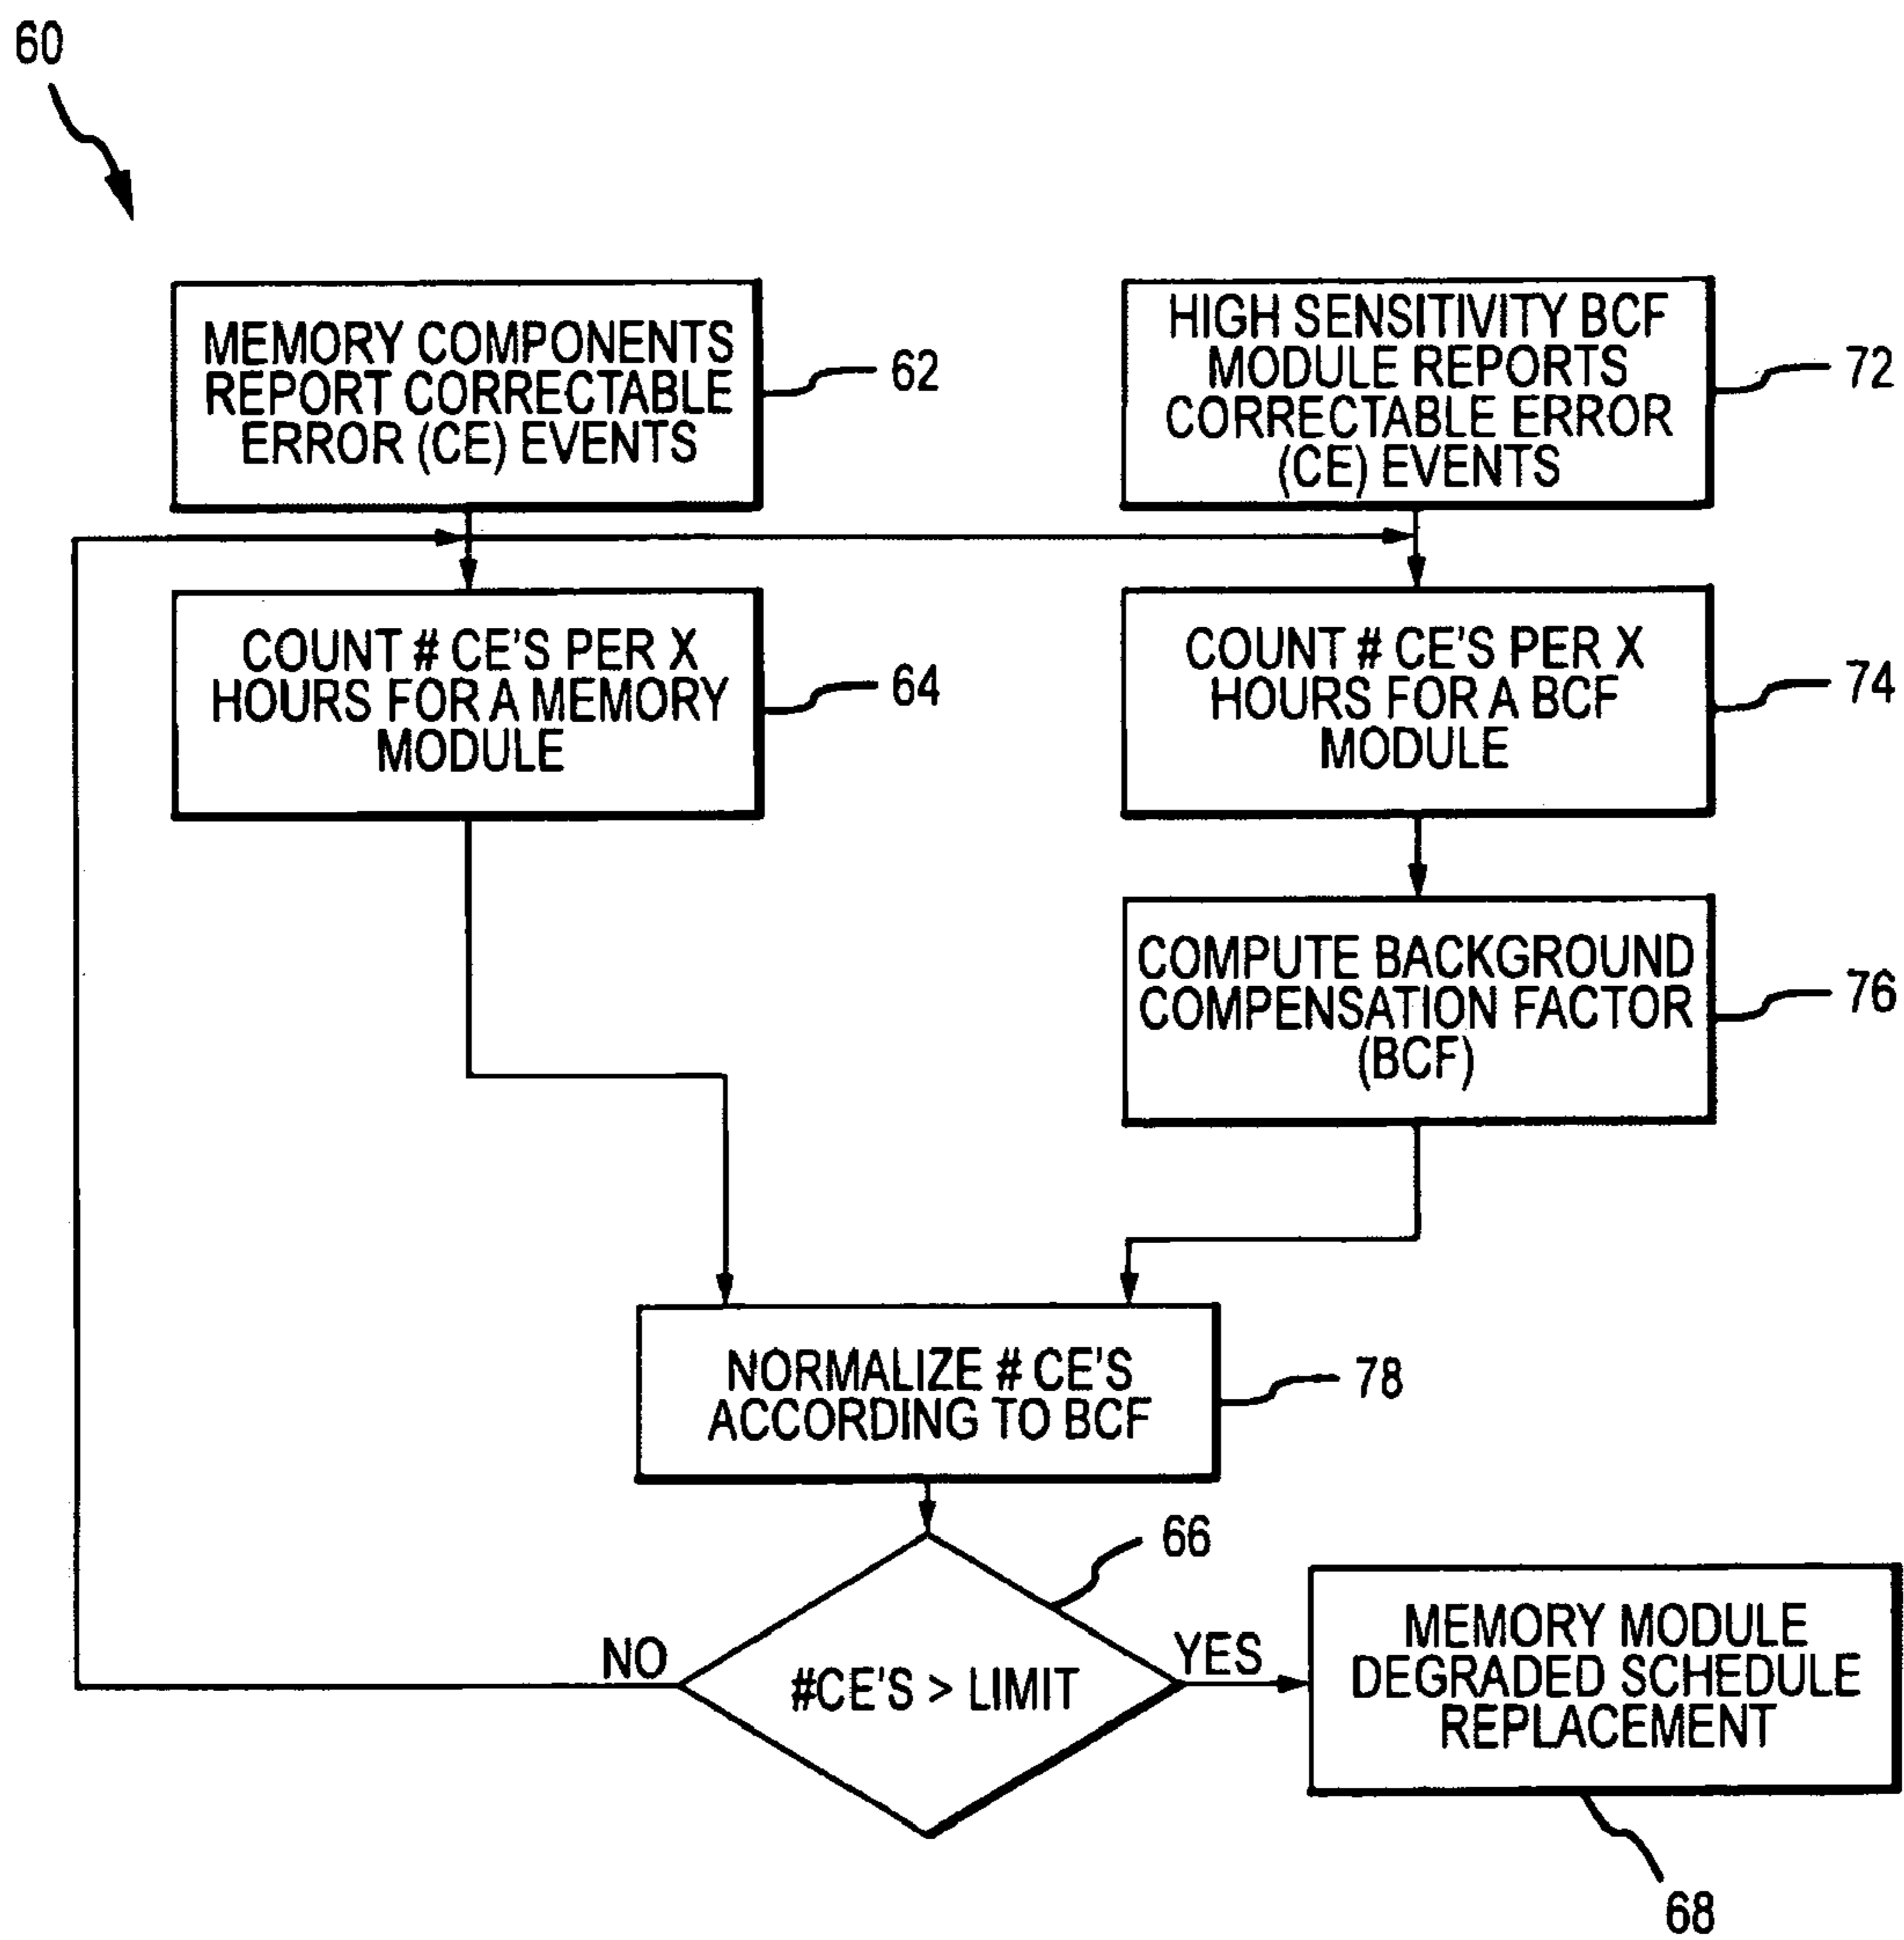 60
MEMORY COMPONENTS
REPORT CORRECTABLE
ERROR (CE) EVENTS
62
HIGH SENSITIVITY BCF
MODULE REPORTS
CORRECTABLE ERROR
(CE) EVENTS
72
COUNT # CE'S PER X
HOURS FOR A MEMORY
MODULE
64
COUNT # CE'S PER X
HOURS FOR A BCF
MODULE
74
COMPUTE BACKGROUND
COMPENSATION FACTOR
(BCF)
76
NORMALIZE # CE'S
ACCORDING TO BCF
78
66
NO
#CE'S > LIMIT
YES
MEMORY MODULE
DEGRADED SCHEDULE
REPLACEMENT
68